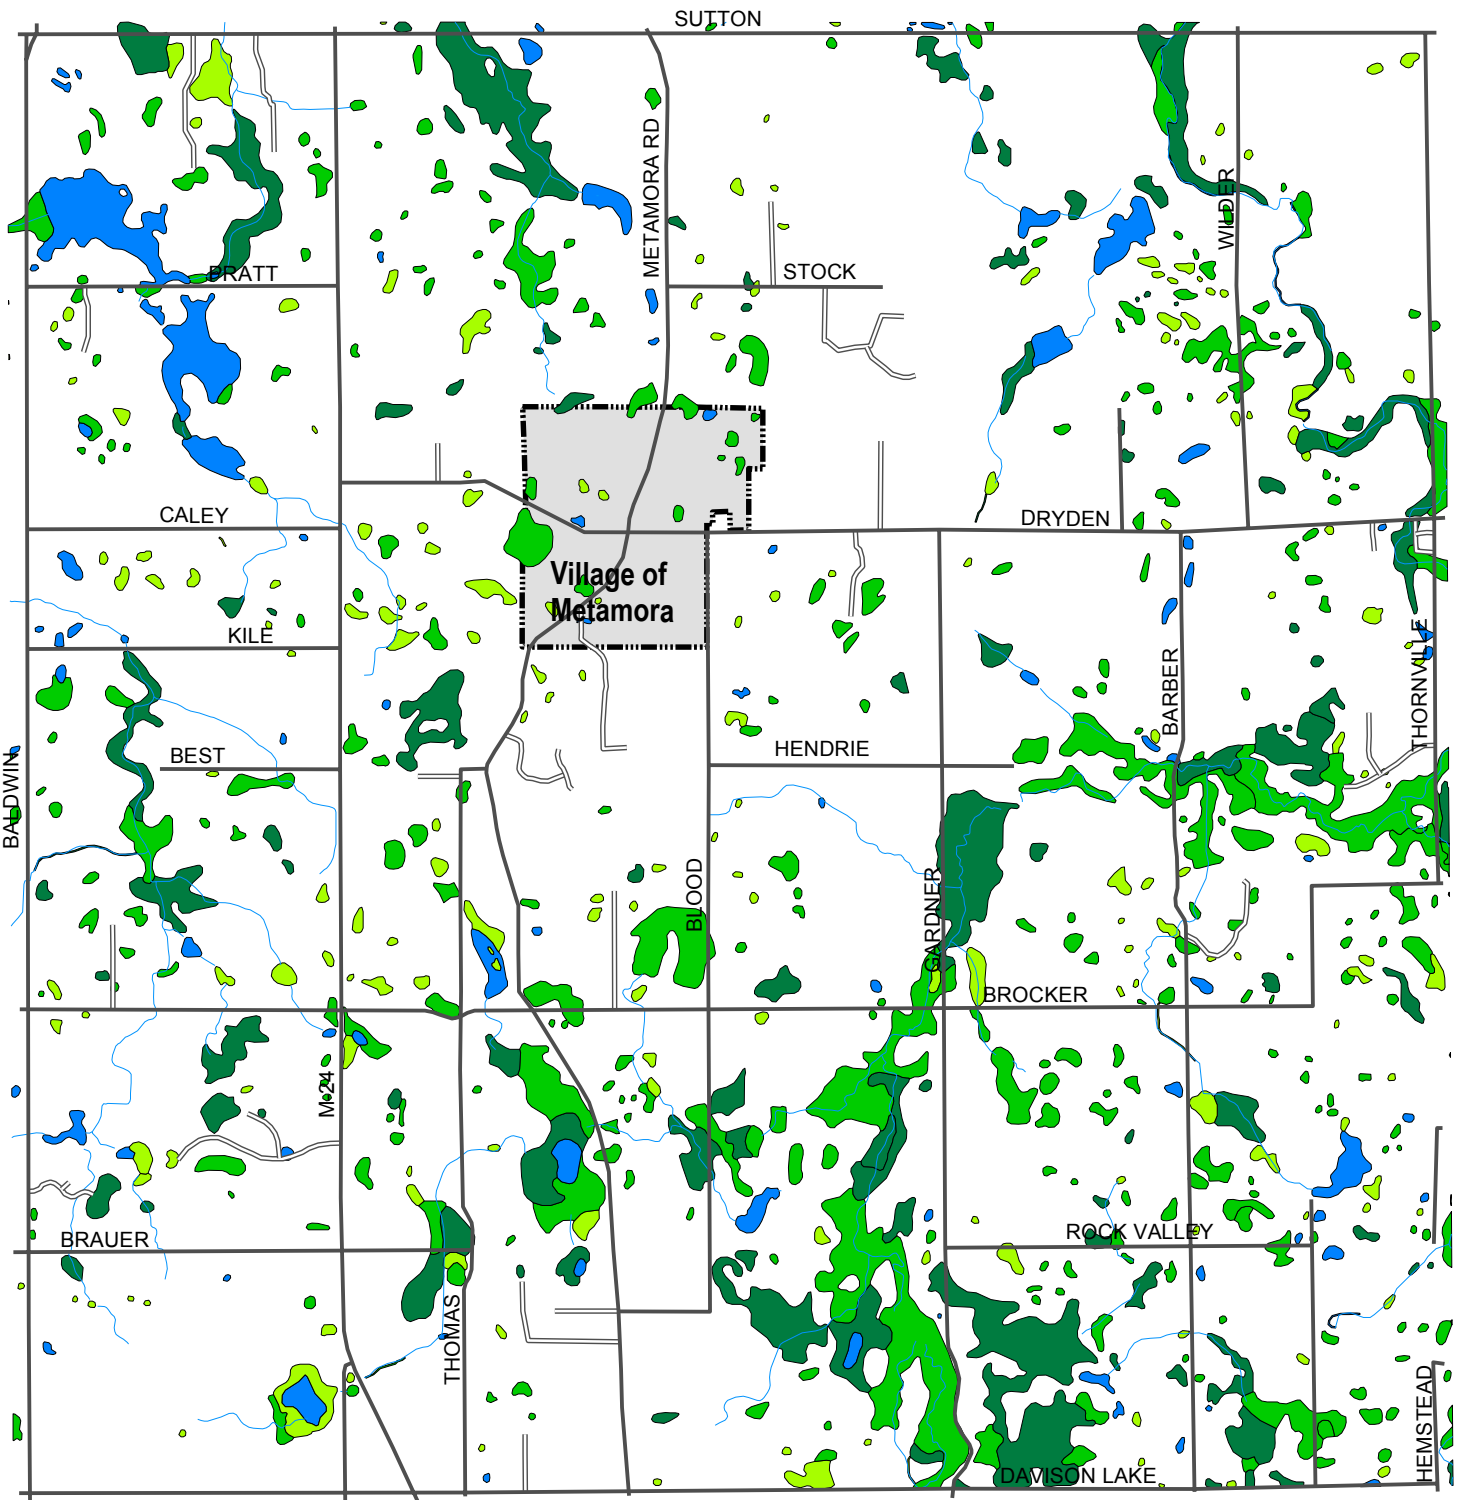 SUTTON
METAMORA RD
WILDER
PRATT
STOCK
CALEY
DRYDEN
Village of
Metamora
KILE
THORNVILLE
BARBER
HENDRIE
BEST
BALDWIN
BLOOD
GARDNER
BROCKER
M-24
ROCK VALLEY
BRAUER
THOMAS
HEMSTEAD
DAVISON LAKE